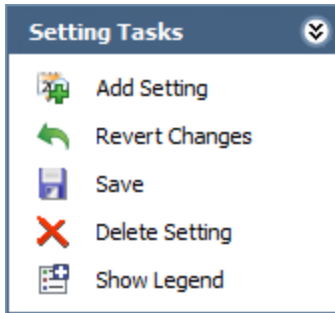 Setting Tasks
Add Setting
Revert Changes
Save
Delete Setting
Show Legend